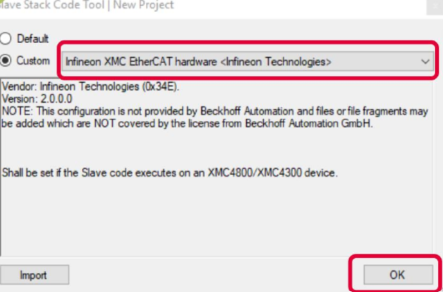 Slave Stack Code Tool | New Project
Default
Custom
Infineon XMC EtherCAT hardware <Infineon Technologies>
Vendor: Infineon Technologies (0x34E).
Version: 2.0.0.0
NOTE: This configuration is not provided by Beckhoff Automation and files or file fragments may
be added which are NOT covered by the license from Beckhoff Automation GmbH.
Shall be set if the Slave code executes on an XMC4800/XMC4300 device.
Import
OK